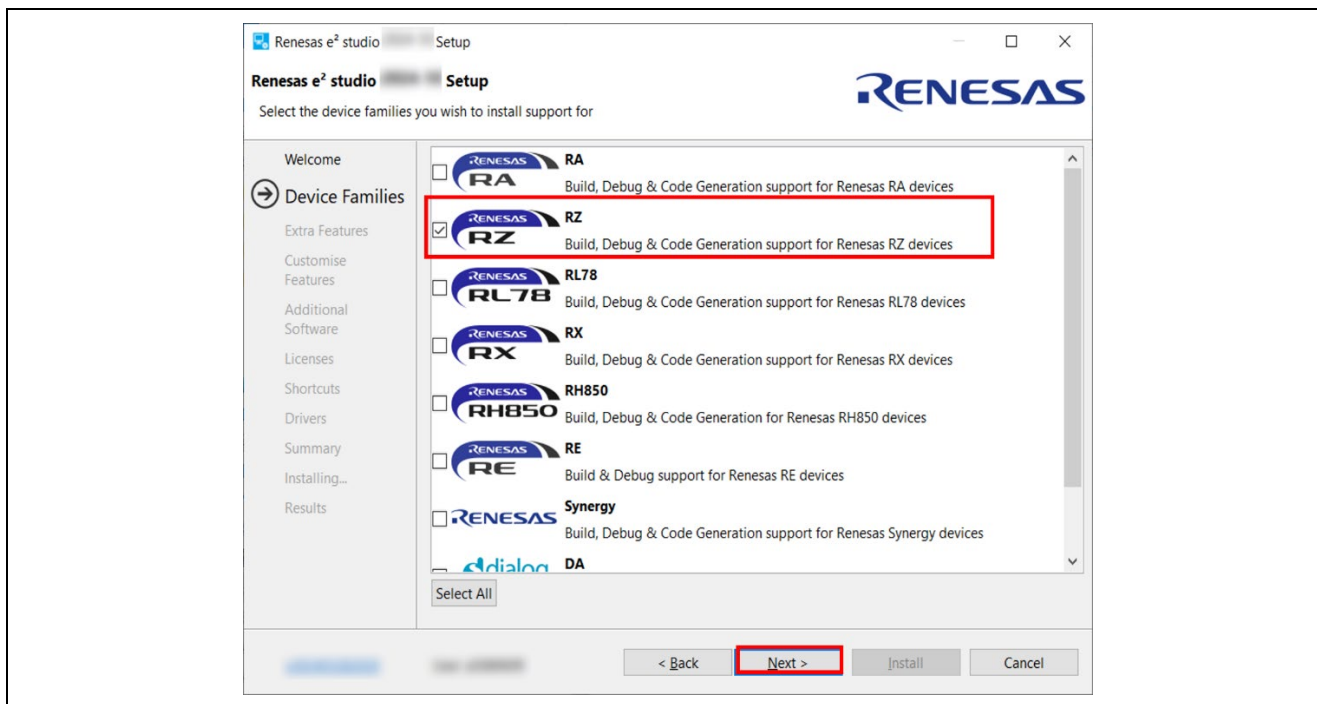 Renesas e² studio Setup
Renesas e² studio Setup
Select the device families you wish to install support for
RENESAS
Welcome
Device Families
Extra Features
Customise
Features
Additional
Software
Licenses
Shortcuts
Drivers
Summary
Installing...
Results
RENESAS RA
RA
Build, Debug & Code Generation support for Renesas RA devices
RENESAS RZ
RZ
Build, Debug & Code Generation support for Renesas RZ devices
RENESAS RL78
RL78
Build, Debug & Code Generation support for Renesas RL78 devices
RENESAS RX
RX
Build, Debug & Code Generation support for Renesas RX devices
RENESAS RH850
RH850
Build, Debug & Code Generation for Renesas RH850 devices
RENESAS RE
RE
Build & Debug support for Renesas RE devices
RENESAS
Synergy
Build, Debug & Code Generation support for Renesas Synergy devices
dialog
DA
Select All
< Back
Next >
Install
Cancel